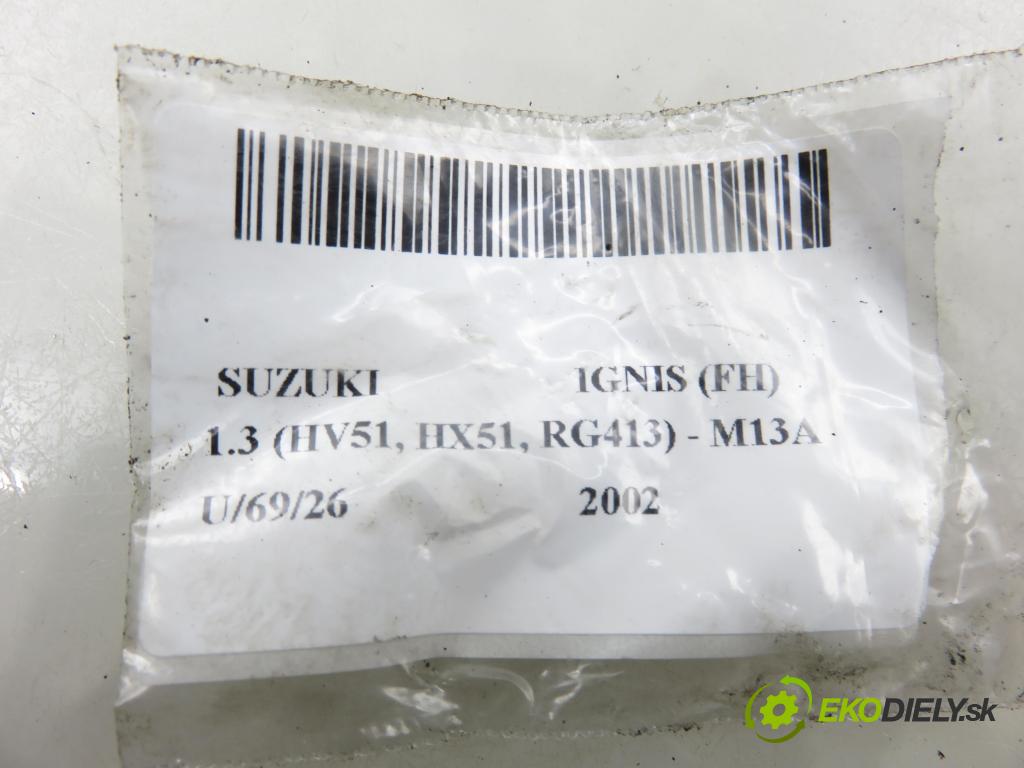 SUZUKI IGNIS (FH)
1.3 (HV51, HX51, RG413) - M13A
U/69/26 2002
EKODIELY.sk